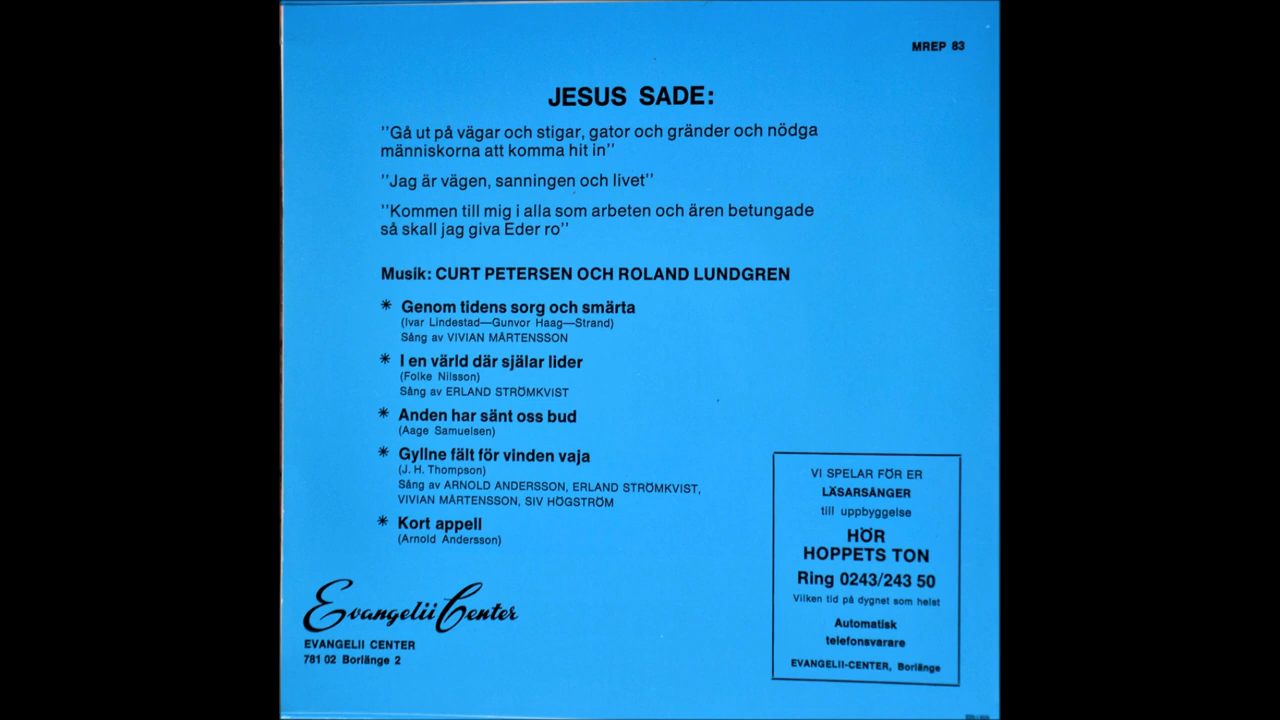 MREP 83
JESUS SADE:
"Gå ut på vägar och stigar, gator och gränder och nödga
människorna att komma hit in"
"Jag är vägen, sanningen och livet"
"Kommen till mig i alla som arbeten och ären betungade
så skall jag giva Eder ro"
Musik: CURT PETERSEN OCH ROLAND LUNDGREN
* Genom tidens sorg och smärta
(Ivar Lindestad—Gunvor Haag—Strand)
Sång av VIVIAN MÅRTENSSON
* I en värld där själar lider
(Folke Nilsson)
Sång av ERLAND STRÖMKVIST
* Anden har sänt oss bud
(Aage Samuelsen)
* Gyllne fält för vinden vaja
(J. H. Thompson)
Sång av ARNOLD ANDERSSON, ERLAND STRÖMKVIST,
VIVIAN MÅRTENSSON, SIV HÖGSTRÖM
* Kort appell
(Arnold Andersson)
Evangelii Center
EVANGELII CENTER
781 02 Borlänge 2
VI SPELAR FÖR ER
LÄSARSÅNGER
till uppbyggelse
HÖR
HOPPETS TON
Ring 0243/243 50
Vilken tid på dygnet som helst
Automatisk
telefonsvarare
EVANGELII-CENTER, Borlänge